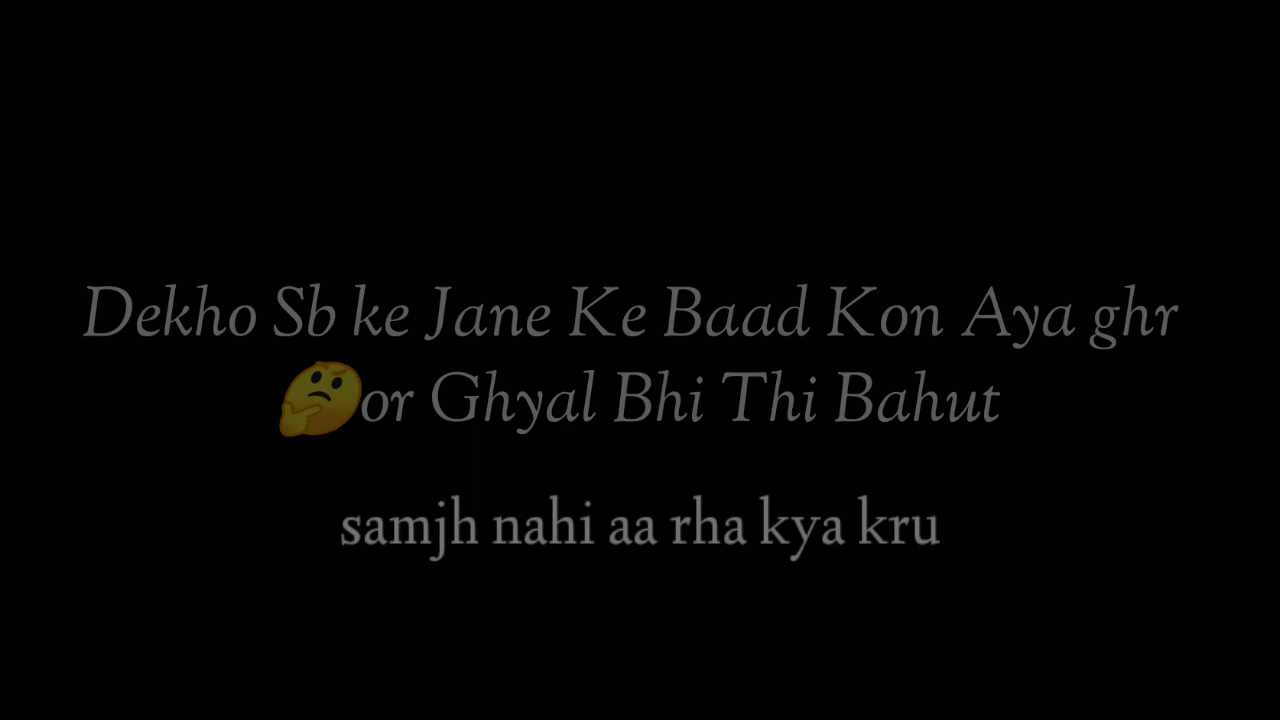 Dekho Sb ke Jane Ke Baad Kon Aya ghr
🤔or Ghyal Bhi Thi Bahut
samjh nahi aa rha kya kru